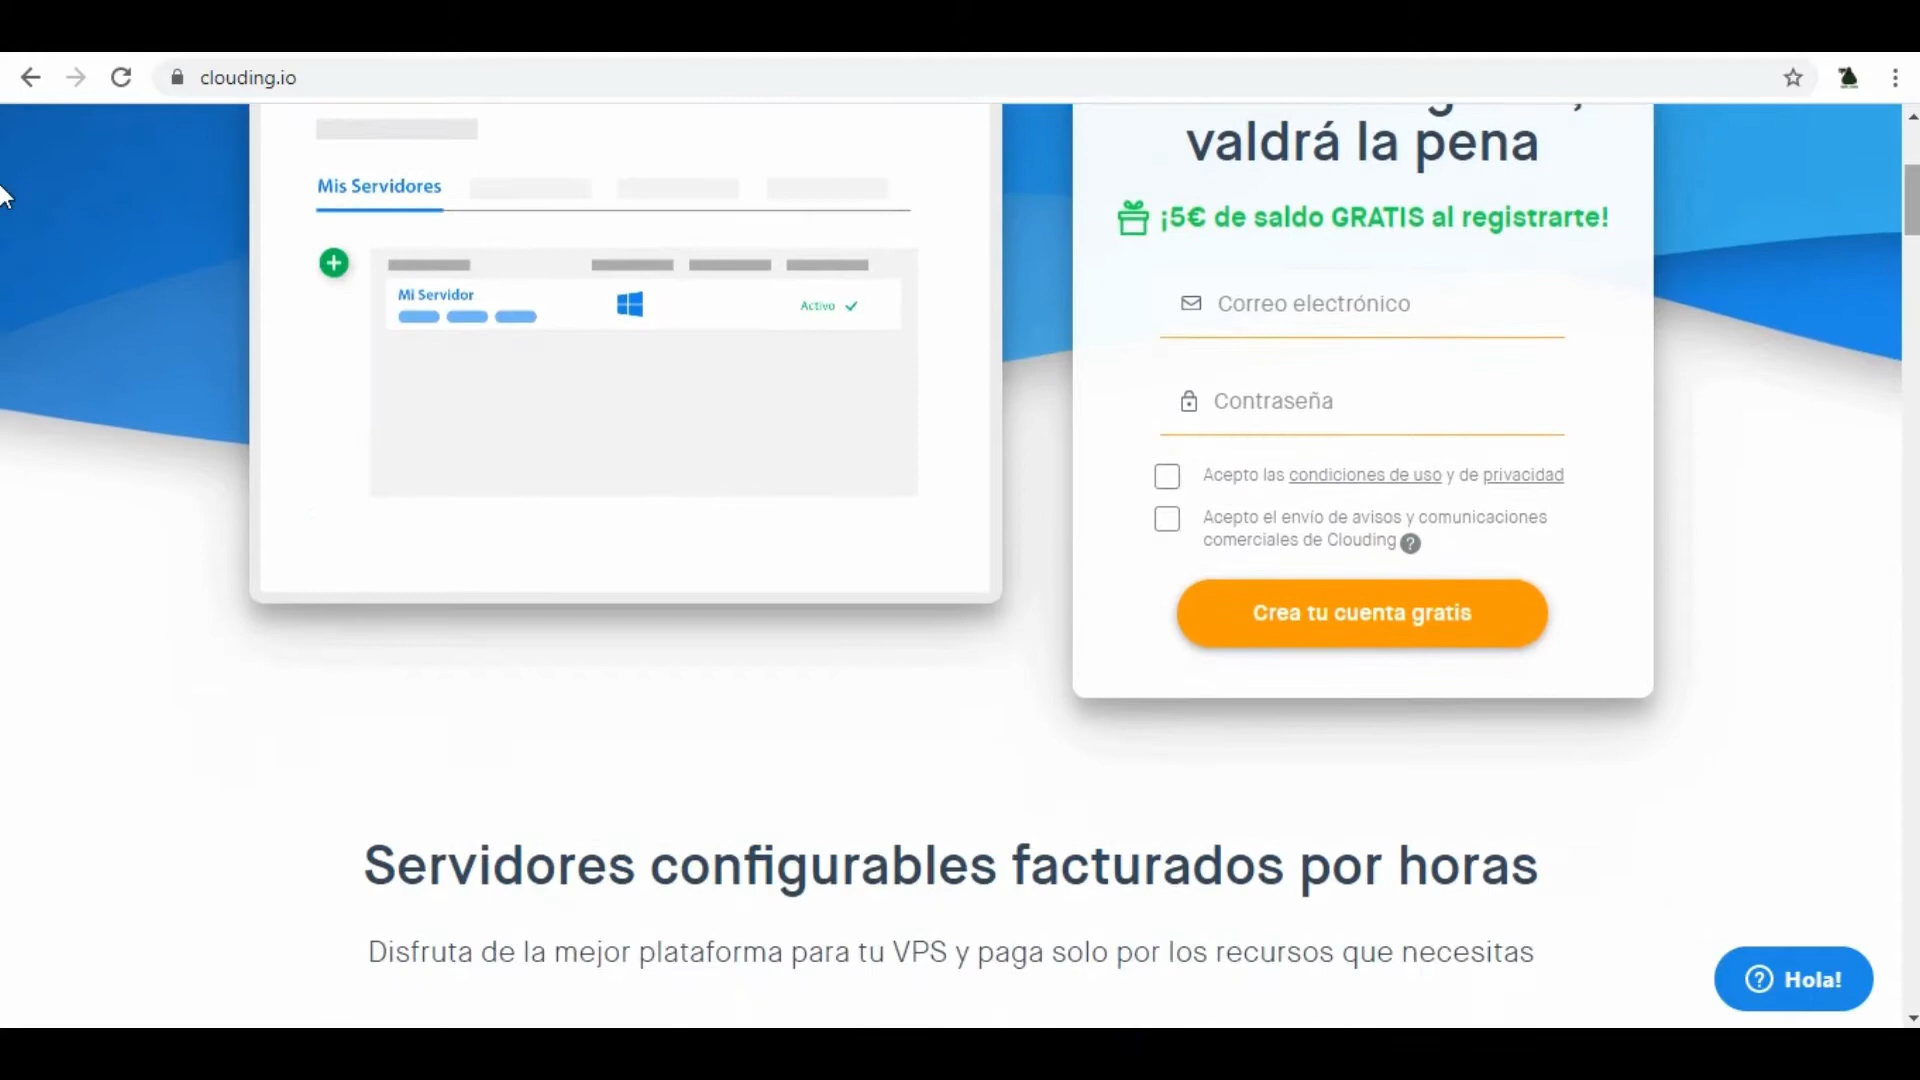 clouding.io
valdrá la pena
¡5€ de saldo GRATIS al registrarte!
Mis Servidores
Mi Servidor
Activo
Correo electrónico
Contraseña
Acepto las condiciones de uso y de privacidad
Acepto el envío de avisos y comunicaciones
comerciales de Clouding ?
Crea tu cuenta gratis
Servidores configurables facturados por horas
Disfruta de la mejor plataforma para tu VPS y paga solo por los recursos que necesitas
Hola!